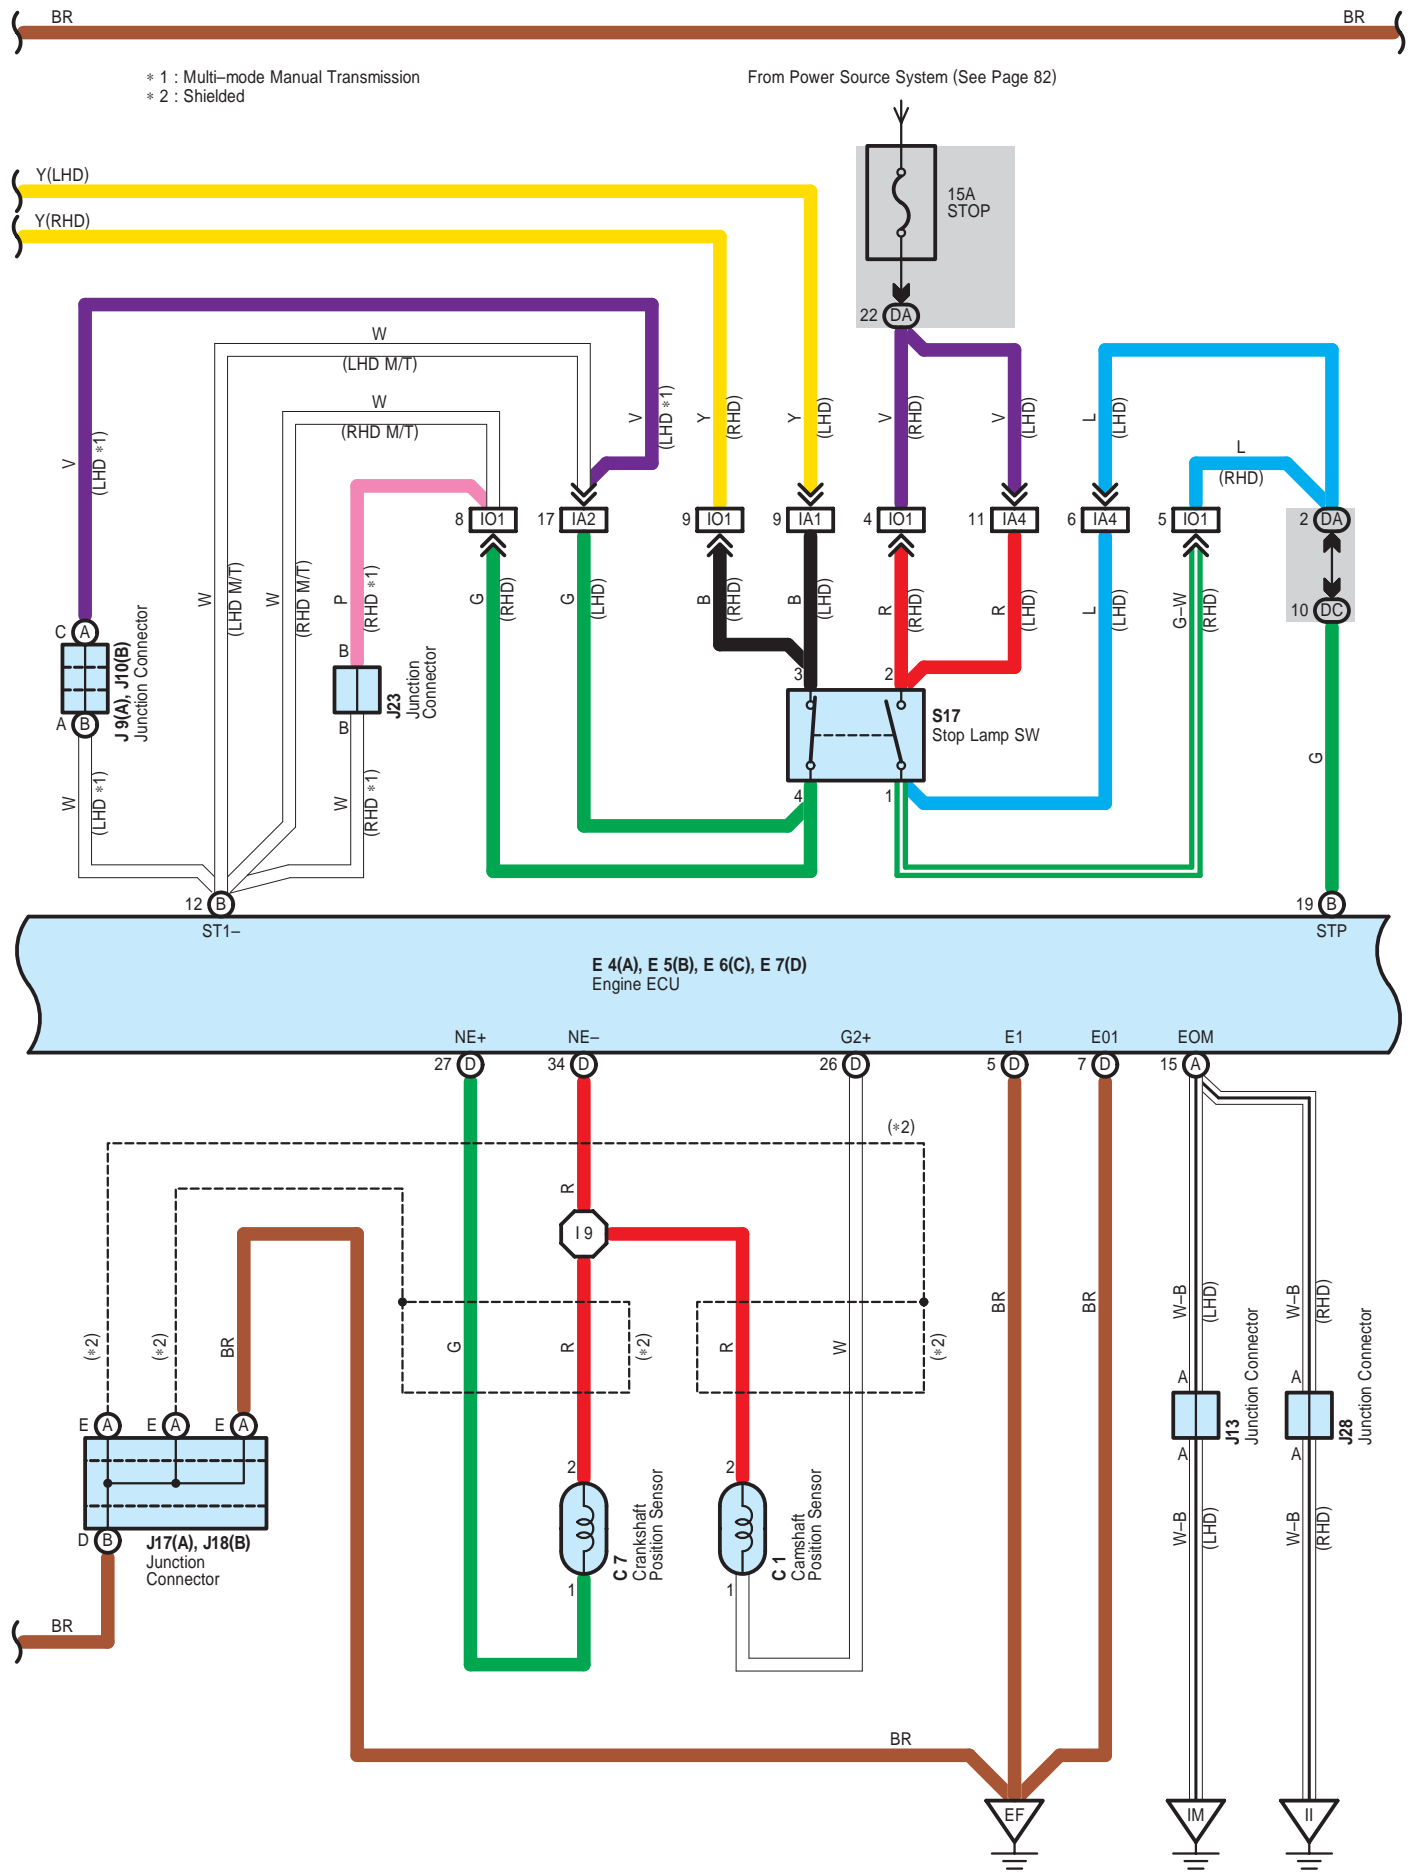 BR
BR
* 1 : Multi–mode Manual Transmission
* 2 : Shielded
From Power Source System (See Page 82)
Y(LHD)
Y(RHD)
15A
STOP
22 DA
W
(LHD M/T)
W
(RHD M/T)
V
(LHD *1)
V
(LHD *1)
Y
(RHD)
Y
(LHD)
V
(RHD)
V
(LHD)
L
(LHD)
L
(RHD)
8 IO1
17 IA2
9 IO1
9 IA1
4 IO1
11 IA4
6 IA4
5 IO1
2 DA
10 DC
W
(LHD M/T)
W
(RHD M/T)
P
(RHD *1)
G
(RHD)
G
(LHD)
B
(RHD)
B
(LHD)
R
(RHD)
R
(LHD)
L
(LHD)
G–W
(RHD)
C A
A B
J 9(A), J10(B)
Junction Connector
B
B
J23
Junction
Connector
3
2
4
1
S17
Stop Lamp SW
G
W
(LHD *1)
W
(RHD *1)
12 B
ST1–
19 B
STP
E 4(A), E 5(B), E 6(C), E 7(D)
Engine ECU
NE+
27 D
NE–
34 D
G2+
26 D
E1
5 D
E01
7 D
EOM
15 A
(*2)
R
I 9
(*2)
(*2)
BR
G
R
(*2)
R
W
(*2)
BR
BR
W–B
(LHD)
W–B
(RHD)
E A
E A
E A
D B
J17(A), J18(B)
Junction
Connector
2
1
C 7
Crankshaft
Position Sensor
2
1
C 1
Camshaft
Position Sensor
A
A
J13
Junction Connector
A
A
J28
Junction Connector
W–B
(LHD)
W–B
(RHD)
BR
BR
EF
IM
II